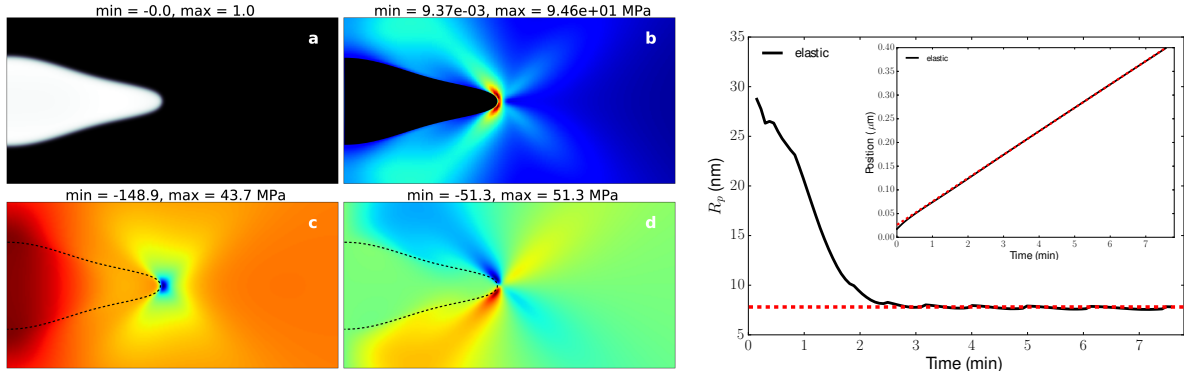 min = -0.0, max = 1.0
a
min = 9.37e-03, max = 9.46e+01 MPa
b
min = -148.9, max = 43.7 MPa
c
min = -51.3, max = 51.3 MPa
d
35
30
25
20
15
10
5
R_p (nm)
0 1 2 3 4 5 6 7
Time (min)
elastic
0.40
0.35
0.30
0.25
0.20
0.15
0.10
0.05
0.00
Position (μm)
0 1 2 3 4 5 6 7
Time (min)
elastic